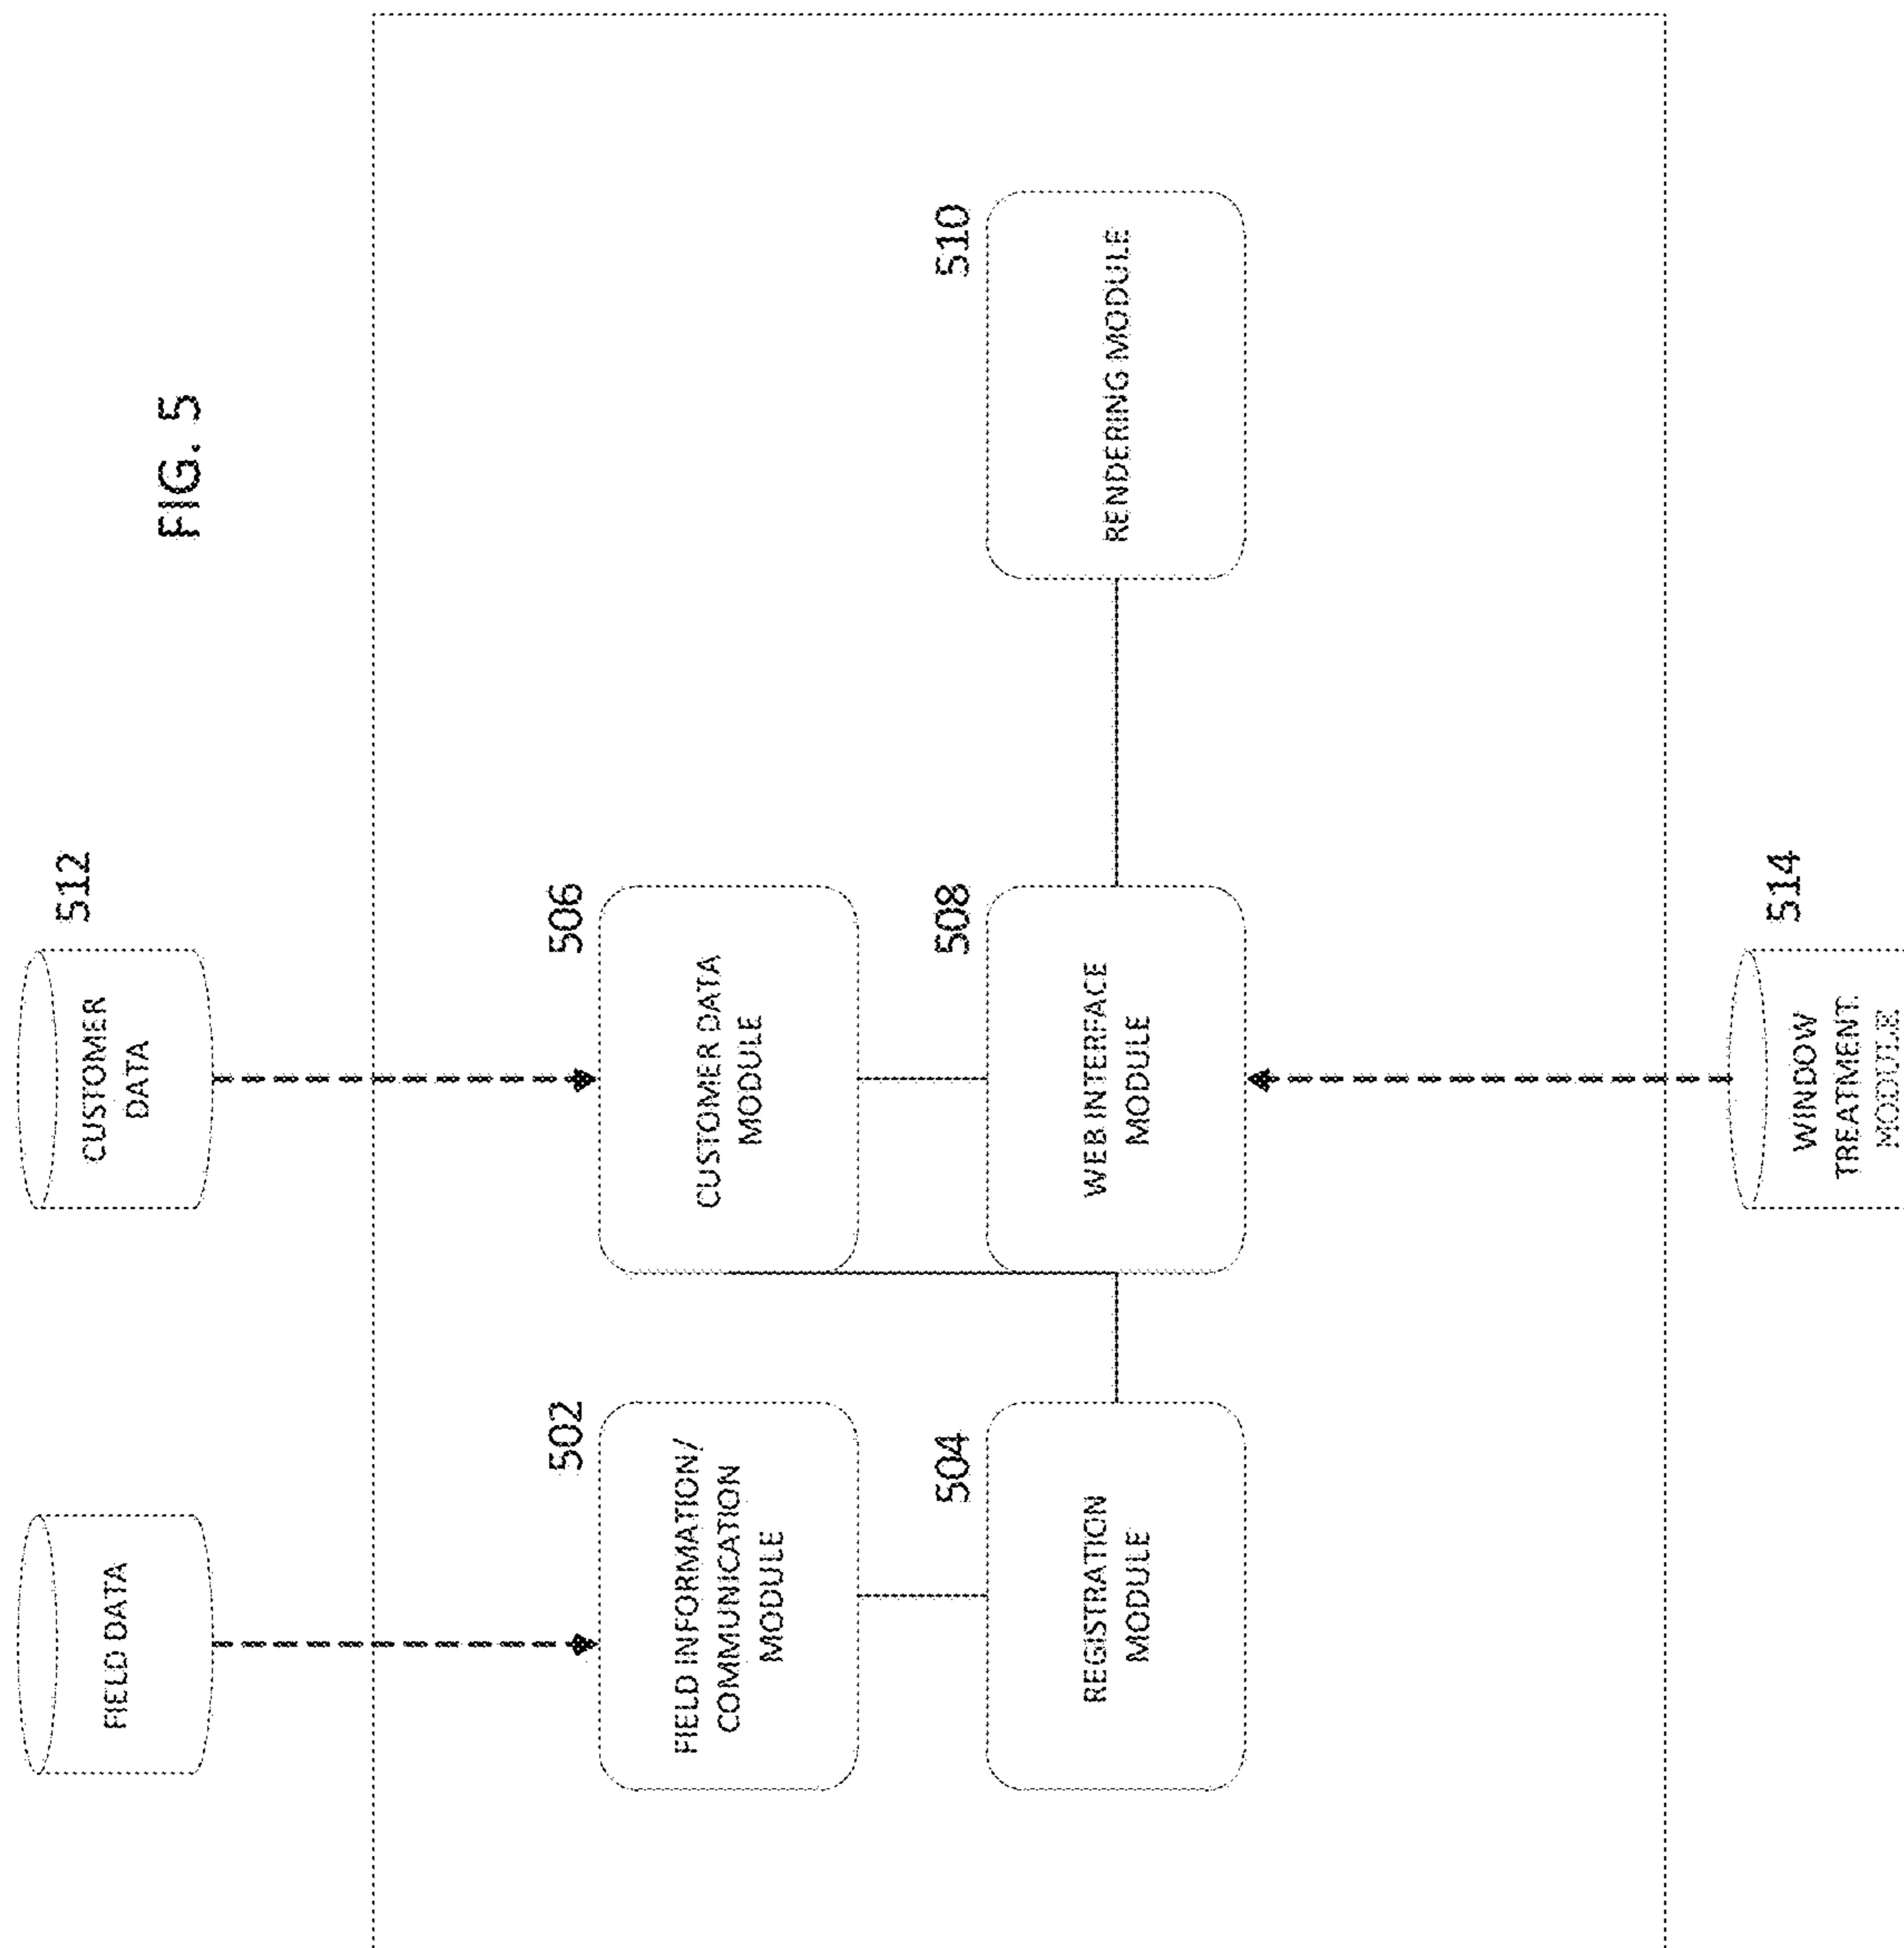 FIG. 5
FIELD DATA
CUSTOMER
DATA
512
502
FIELD INFORMATION/
COMMUNICATION
MODULE
506
CUSTOMER DATA
MODULE
504
REGISTRATION
MODULE
508
WEB INTERFACE
MODULE
510
RENDERING MODULE
514
WINDOW
TREATMENT
MODULE